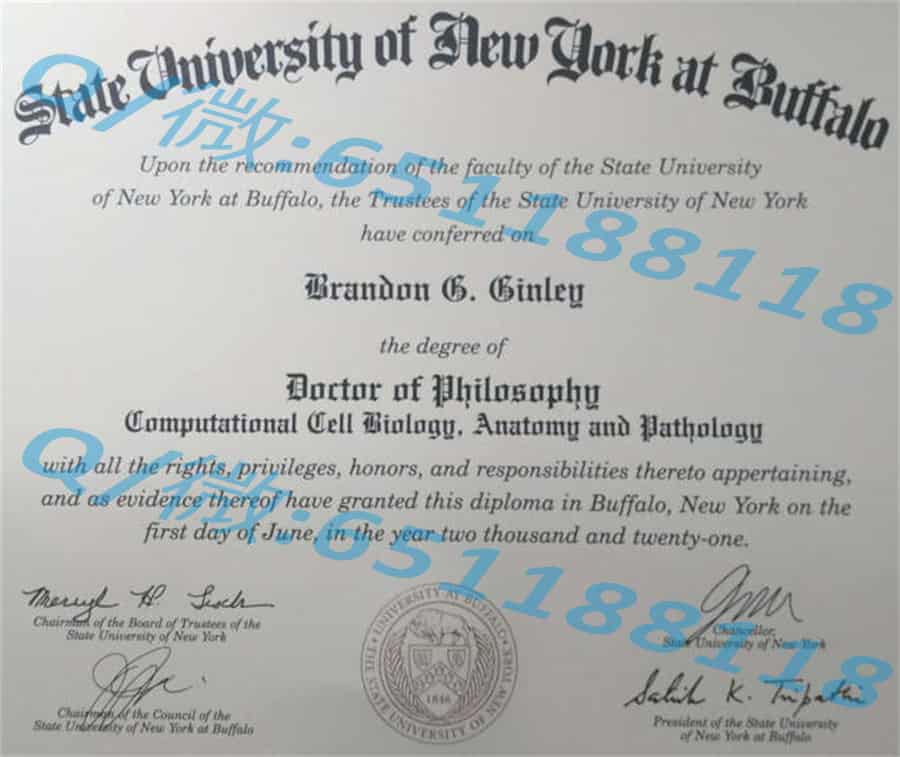 State University of New York at Buffalo
Q/微:651188118
Upon the recommendation of the faculty of the State University
of New York at Buffalo, the Trustees of the State University of New York
have conferred on
Brandon G. Ginley
the degree of
Doctor of Philosophy
Computational Cell Biology, Anatomy and Pathology
Q/微:651188118
with all the rights, privileges, honors, and responsibilities thereto appertaining,
and as evidence thereof have granted this diploma in Buffalo, New York on the
first day of June, in the year two thousand and twenty-one.
Chairman of the Board of Trustees of the
State University of New York
Chancellor,
State University of New York
THE STATE UNIVERSITY OF NEW YORK
UNIVERSITY AT BUFFALO
1846
Chairman of the Council of the
State University of New York at Buffalo
Satish K. Tripathi
President of the State University
of New York at Buffalo